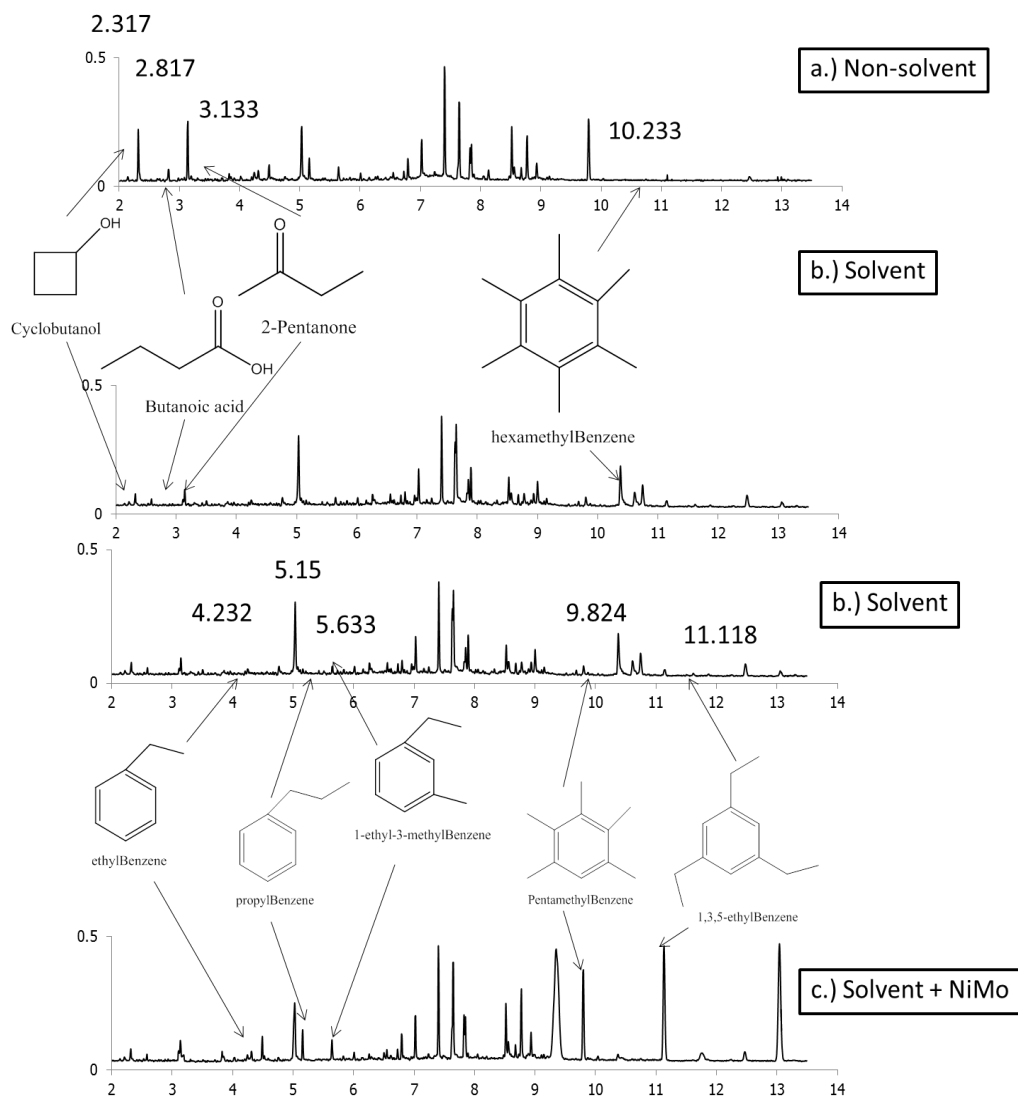 2.317
0.5
2.817
a.) Non-solvent
3.133
10.233
0
2 3 4 5 6 7 8 9 10 11 12 13 14
OH
O
b.) Solvent
Cyclobutanol
O
2-Pentanone
OH
0.5
Butanoic acid
hexamethylBenzene
0
2 3 4 5 6 7 8 9 10 11 12 13 14
0.5
5.15
b.) Solvent
4.232
5.633
9.824
11.118
0
2 3 4 5 6 7 8 9 10 11 12 13 14
1-ethyl-3-methylBenzene
ethylBenzene
propylBenzene
PentamethylBenzene
1,3,5-ethylBenzene
0.5
c.) Solvent + NiMo
0
2 3 4 5 6 7 8 9 10 11 12 13 14